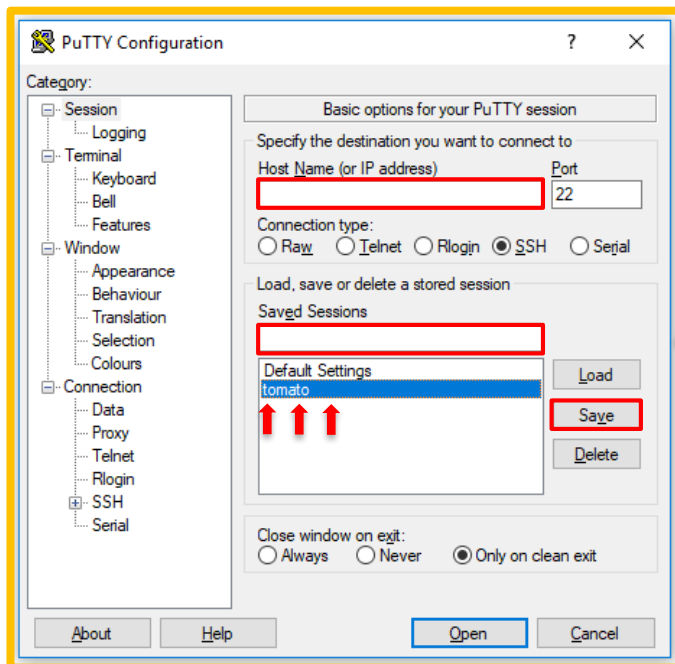 PuTTY Configuration
? ×
Category:
Session
Logging
Terminal
Keyboard
Bell
Features
Window
Appearance
Behaviour
Translation
Selection
Colours
Connection
Data
Proxy
Telnet
Rlogin
SSH
Serial
Basic options for your PuTTY session
Specify the destination you want to connect to
Host Name (or IP address) Port
22
Connection type:
Raw Telnet Rlogin SSH Serial
Load, save or delete a stored session
Saved Sessions
Default Settings
tomato
Load
Save
Delete
Close window on exit:
Always Never Only on clean exit
About Help Open Cancel